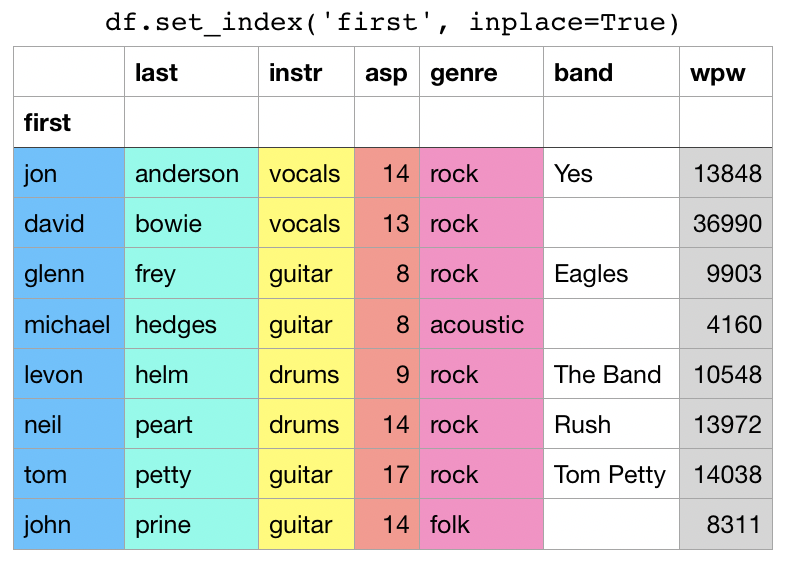 df.set_index('first', inplace=True)
last instr asp genre band wpw
first
jon anderson vocals 14 rock Yes 13848
david bowie vocals 13 rock 36990
glenn frey guitar 8 rock Eagles 9903
michael hedges guitar 8 acoustic 4160
levon helm drums 9 rock The Band 10548
neil peart drums 14 rock Rush 13972
tom petty guitar 17 rock Tom Petty 14038
john prine guitar 14 folk 8311